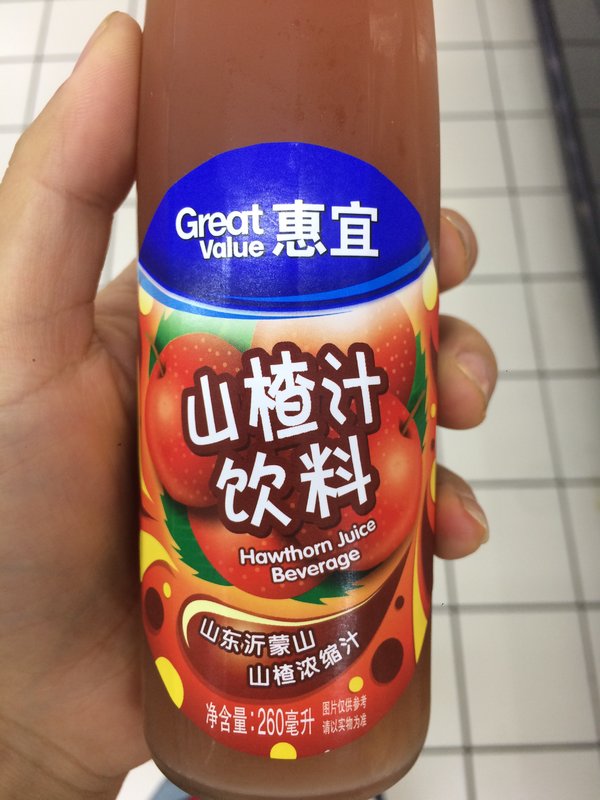 Great Value 惠宜
山楂汁
饮料
Hawthorn Juice
Beverage
山东沂蒙山
山楂浓缩汁
净含量:260毫升
图片仅供参考
请以实物为准